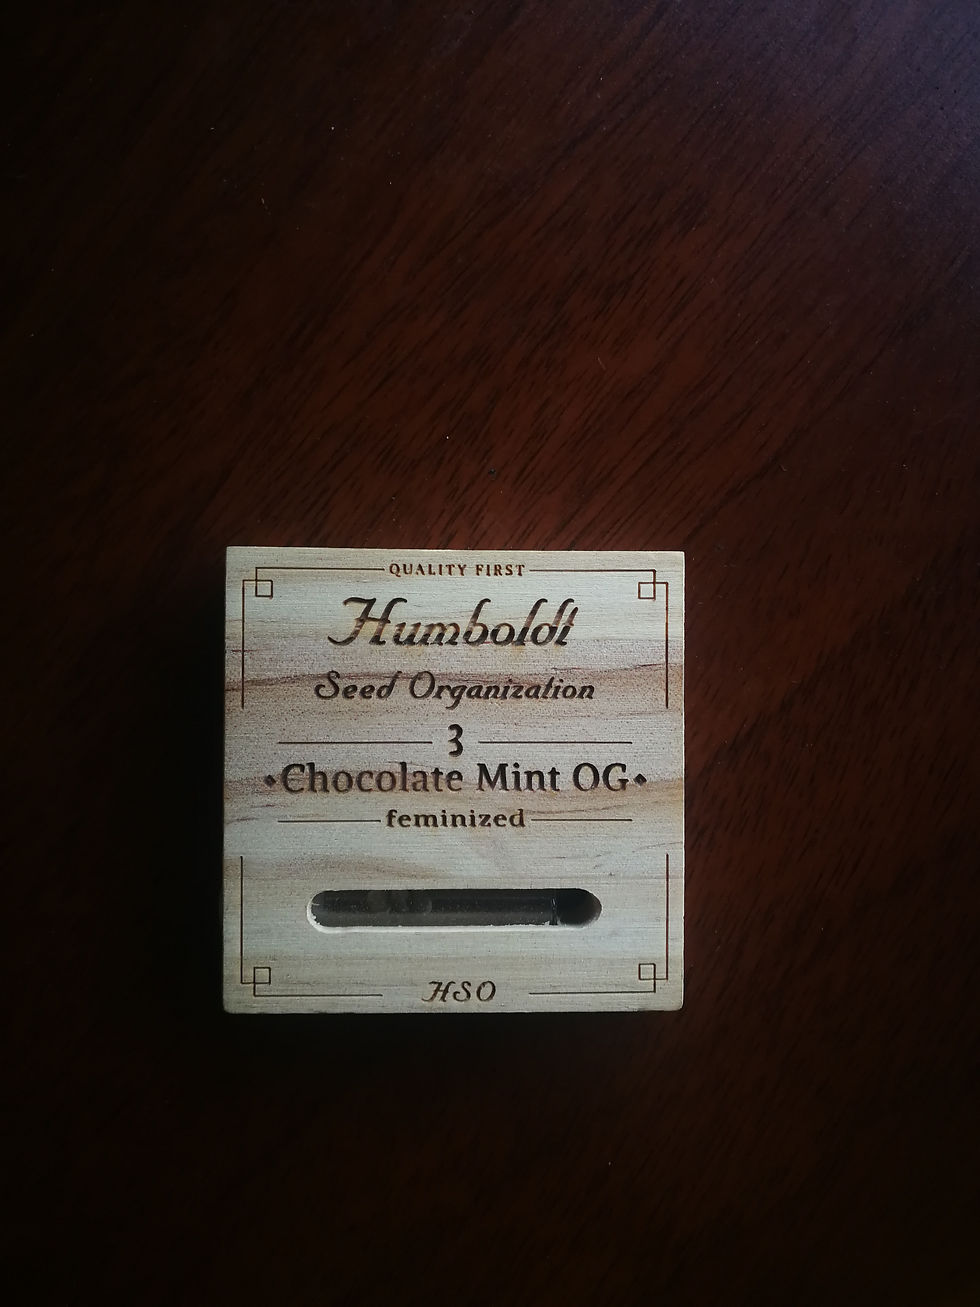 QUALITY FIRST
Humboldt
Seed Organization
3
•Chocolate Mint OG•
feminized
HSO